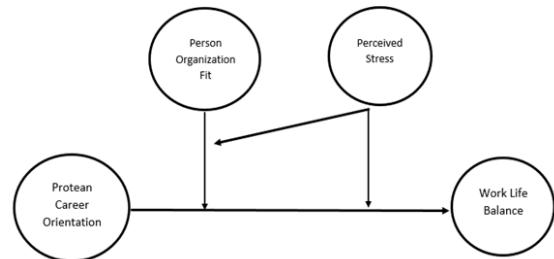 Person
Organization
Fit
Perceived
Stress
Protean
Career
Orientation
Work Life
Balance